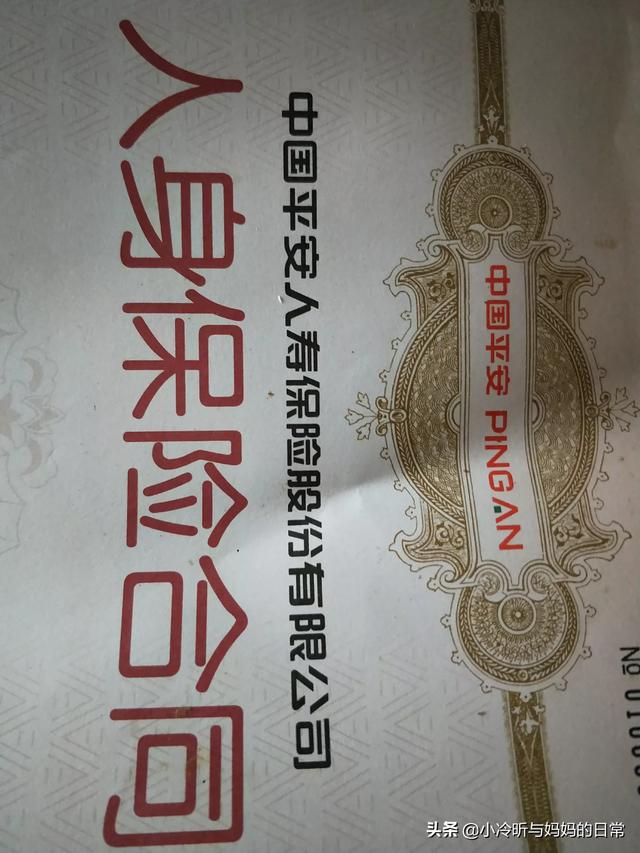 中国平安 PINGAN
中国平安人寿保险股份有限公司
人身保险合同
头条 @小冷昕与妈妈的日常